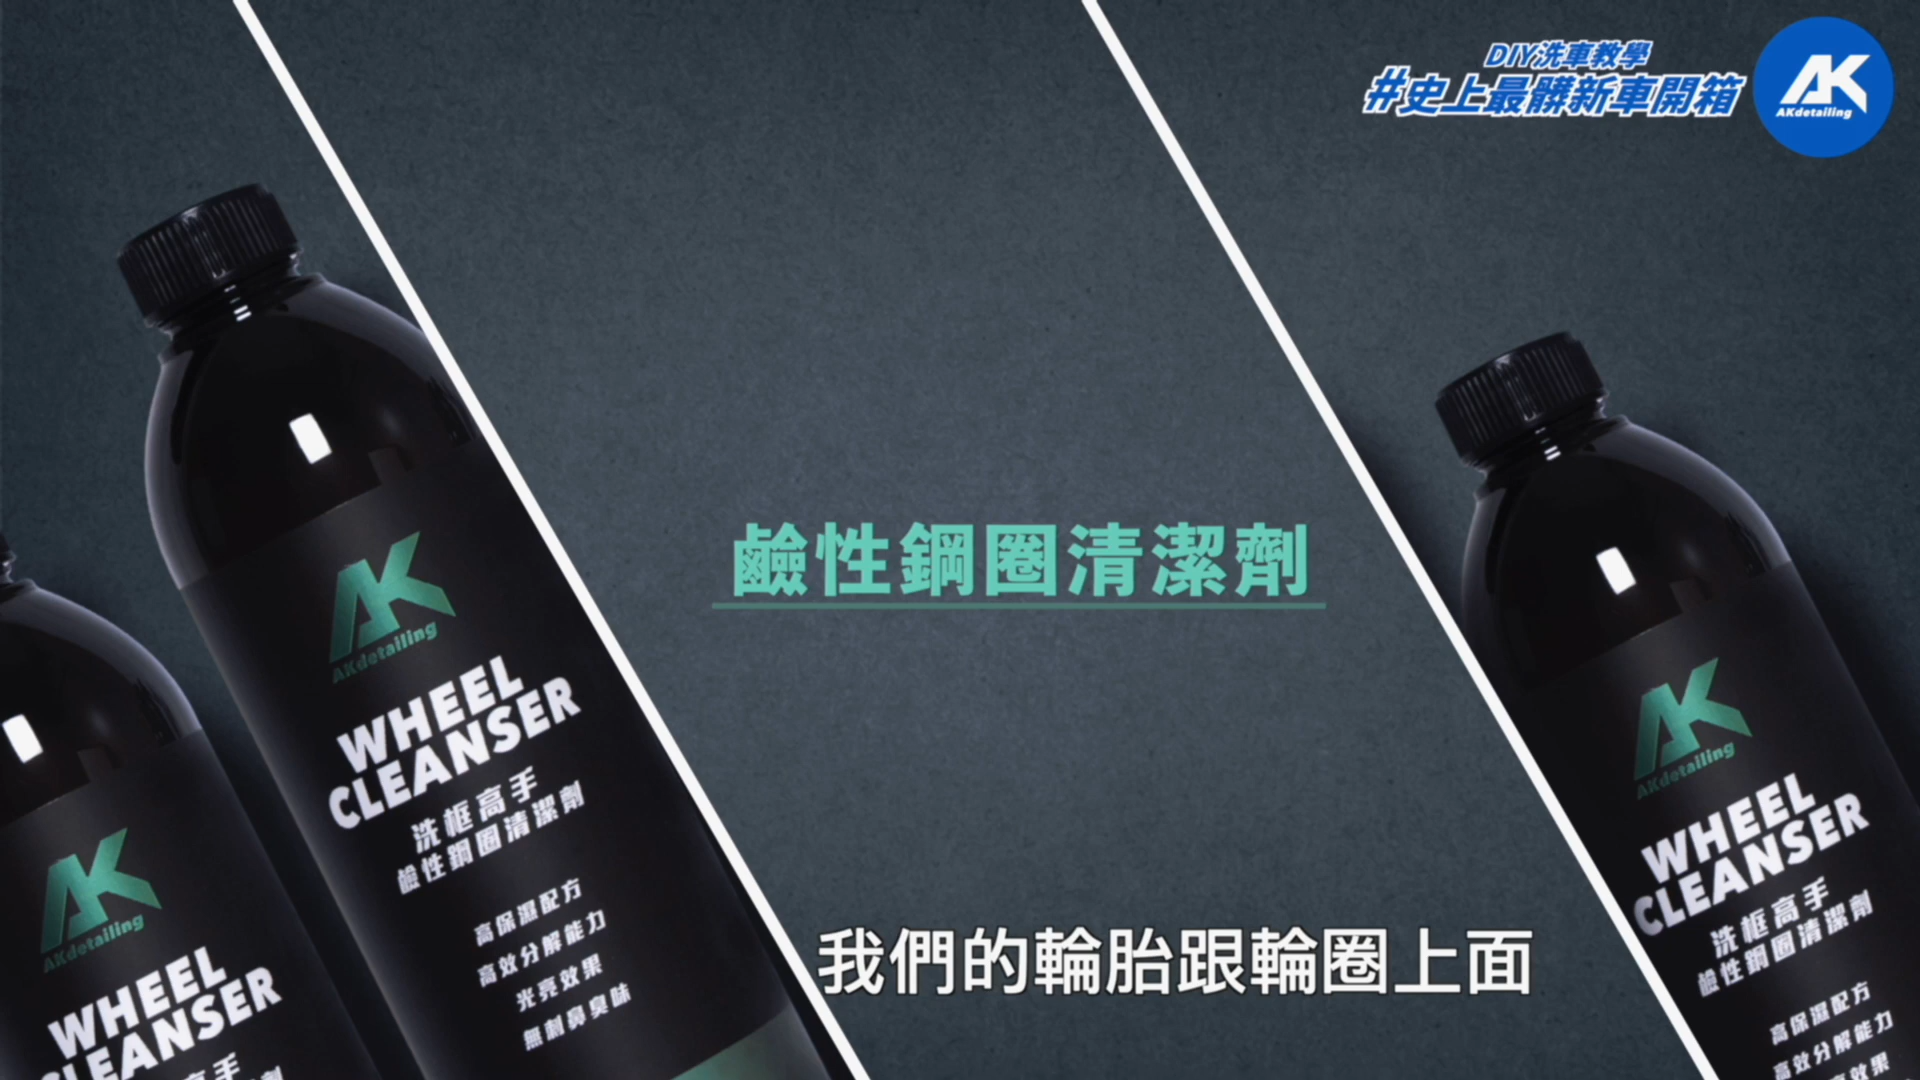 DIY洗車教學
#史上最髒新車開箱
AK
AKdetailing
鹼性鋼圈清潔劑
AK
AKdetailing
WHEEL
CLEANSER
洗框高手
鹼性鋼圈清潔劑
高保濕配方
高效分解能力
光亮效果
無刺鼻臭味
AK
AKdetailing
WHEEL
CLEANSER
高手
劑
AK
AKdetailing
WHEEL
CLEANSER
洗框高手
鹼性鋼圈清潔劑
高保濕配方
高效分解能力
效果
我們的輪胎跟輪圈上面